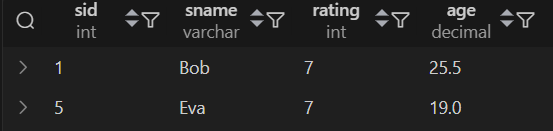 sid sname rating age
int varchar int decimal
1 Bob 7 25.5
5 Eva 7 19.0